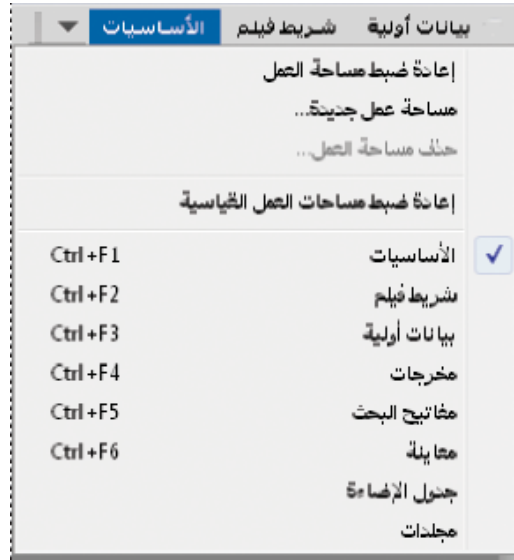 بيانات أولية شريط فيلم الأساسيات
إعادة ضبط مساحة العمل
مساحة عمل جديدة...
حذف مساحة العمل...
إعادة ضبط مساحات العمل القياسية
الأساسيات Ctrl+F1
شريط فيلم Ctrl+F2
بيانات أولية Ctrl+F3
مخرجات Ctrl+F4
مفاتيح البحث Ctrl+F5
معاينة Ctrl+F6
جدول الإضاءة
مجلدات